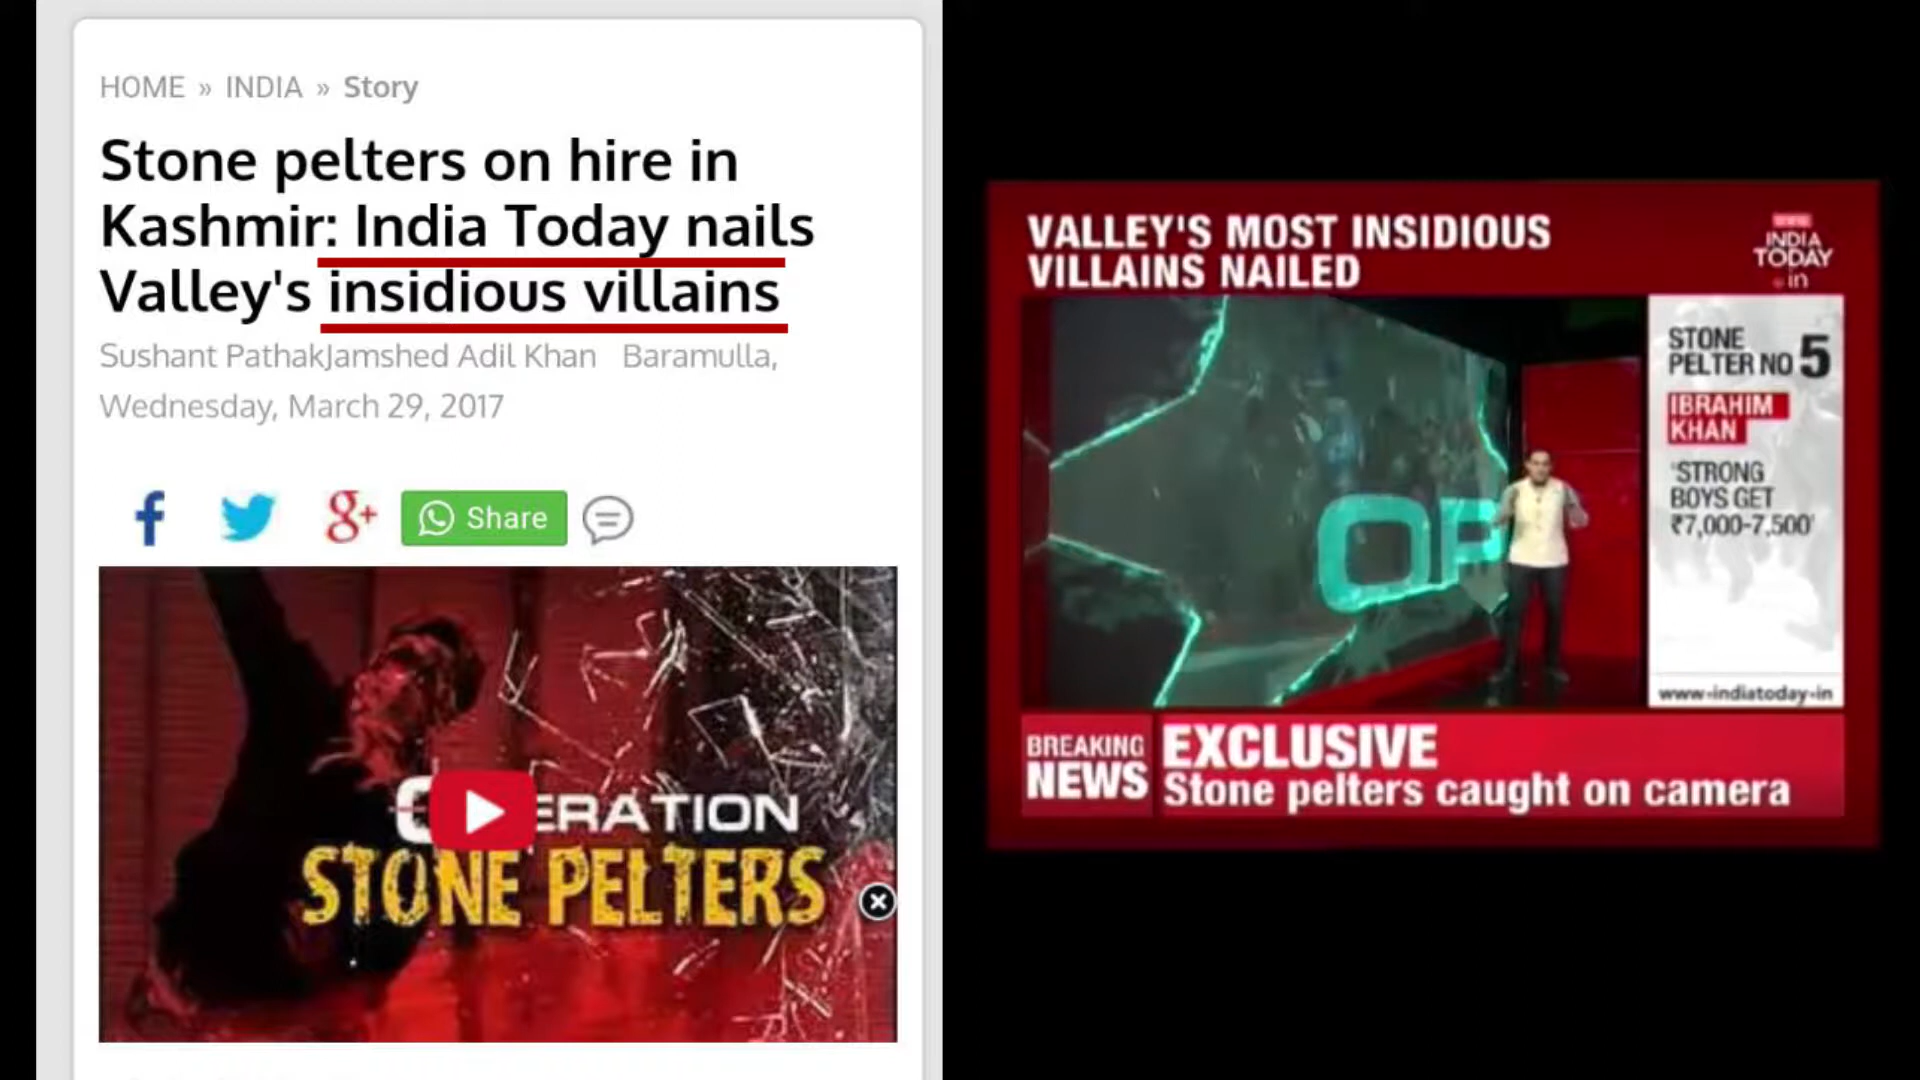 HOME » INDIA » Story
Stone pelters on hire in
Kashmir: India Today nails
Valley's insidious villains
Sushant PathakJamshed Adil Khan Baramulla,
Wednesday, March 29, 2017
f
g+
Share
OPERATION
STONE PELTERS
VALLEY'S MOST INSIDIOUS
VILLAINS NAILED
INDIA
TODAY
in
OP
STONE
PELTER NO 5
IBRAHIM
KHAN
'STRONG
BOYS GET
₹7,000-7,500'
www.indiatoday.in
BREAKING
NEWS
EXCLUSIVE
Stone pelters caught on camera